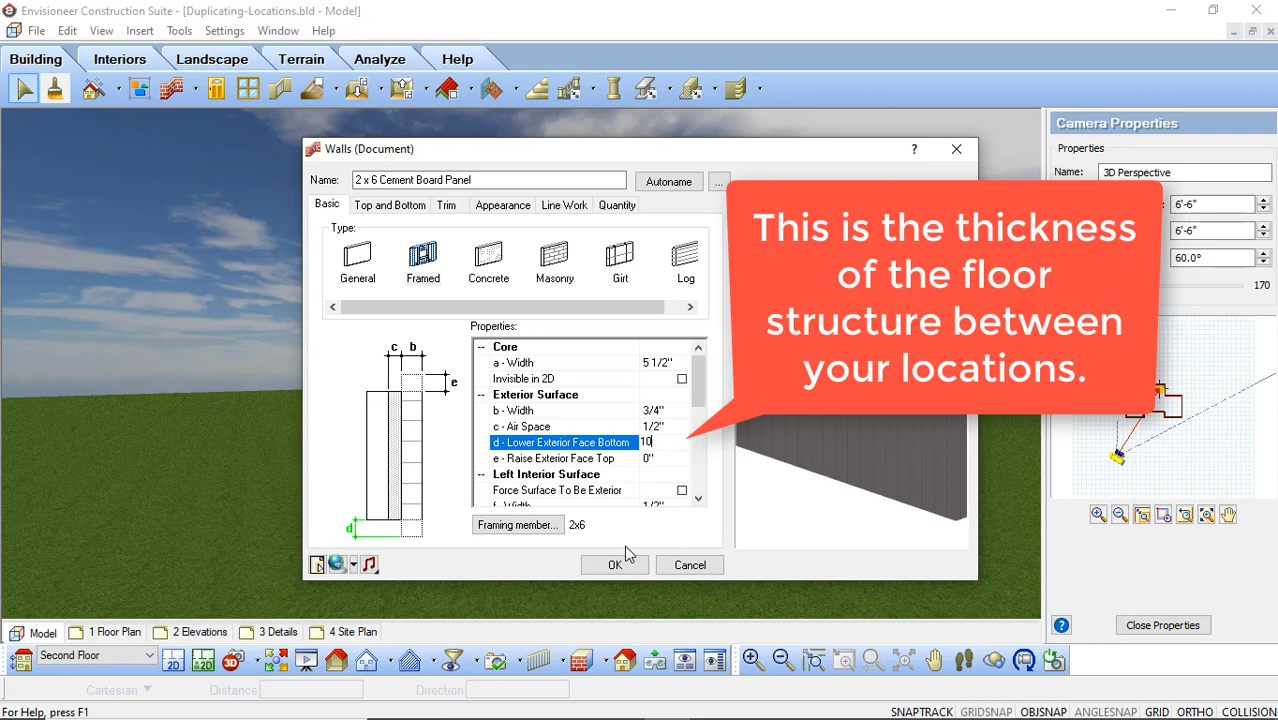 Envisioneer Construction Suite - [Duplicating-Locations.bld - Model]
File Edit View Insert Tools Settings Window Help
Building Interiors Landscape Terrain Analyze Help
Camera Properties
Properties
Name: 3D Perspective
6'-6"
6'-6"
60.0°
170
Walls (Document)
Name: 2 x 6 Cement Board Panel Autoname ...
Basic Top and Bottom Trim Appearance Line Work Quantity
Type:
General Framed Concrete Masonry Girt Log
This is the thickness
of the floor
structure between
your locations.
Properties:
Core
a - Width 5 1/2"
Invisible in 2D
Exterior Surface
b - Width 3/4"
c - Air Space 1/2"
d - Lower Exterior Face Bottom 10
e - Raise Exterior Face Top 0"
Left Interior Surface
Force Surface To Be Exterior
f - Width 1/2"
c b
e
d
Framing member... 2x6
OK Cancel
Close Properties
Model 1 Floor Plan 2 Elevations 3 Details 4 Site Plan
Second Floor 2D 2D 3D
Cartesian Distance Direction
For Help, press F1 SNAPTRACK GRIDSNAP OBJSNAP ANGLESNAP GRID ORTHO COLLISION